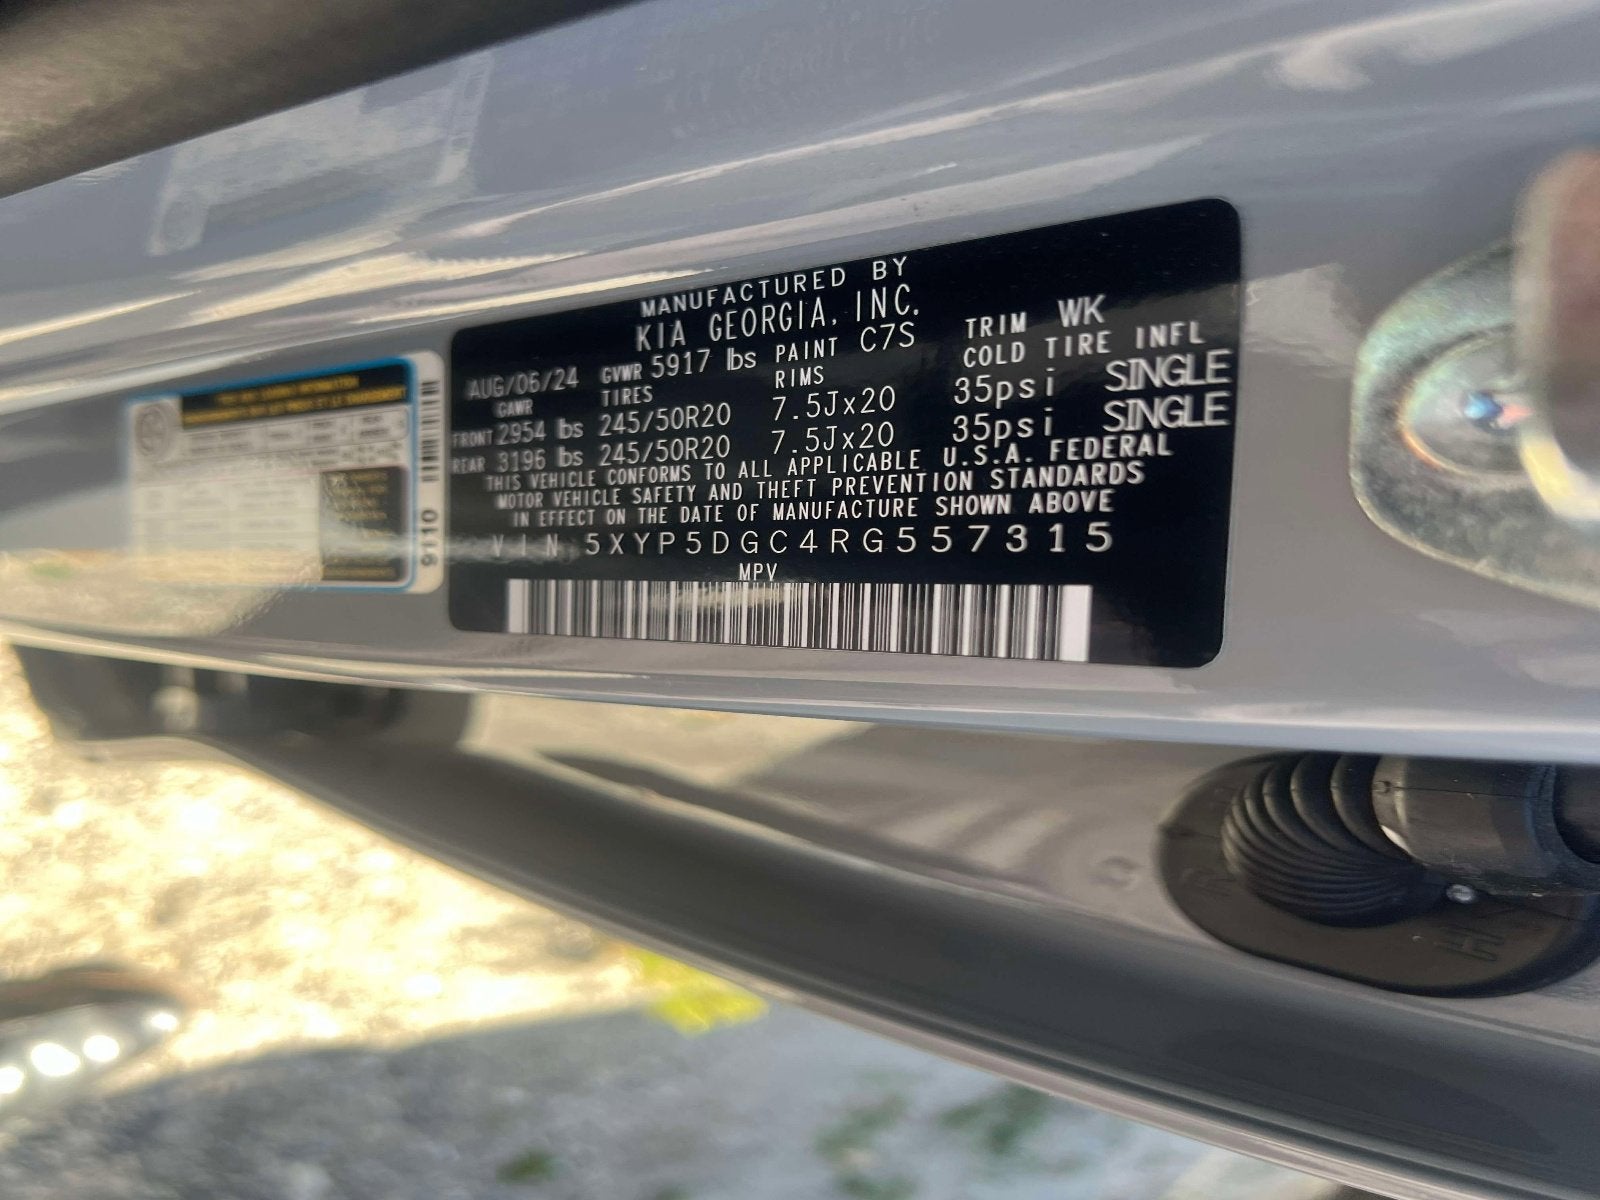 MANUFACTURED BY
KIA GEORGIA, INC.
AUG/06/24 GVWR 5917 lbs PAINT C7S TRIM WK
GAWR TIRES RIMS COLD TIRE INFL
FRONT 2954 lbs 245/50R20 7.5Jx20 35psi SINGLE
REAR 3196 lbs 245/50R20 7.5Jx20 35psi SINGLE
THIS VEHICLE CONFORMS TO ALL APPLICABLE U.S.A. FEDERAL
MOTOR VEHICLE SAFETY AND THEFT PREVENTION STANDARDS
IN EFFECT ON THE DATE OF MANUFACTURE SHOWN ABOVE
VIN 5XYP5DGC4RG557315
MPV